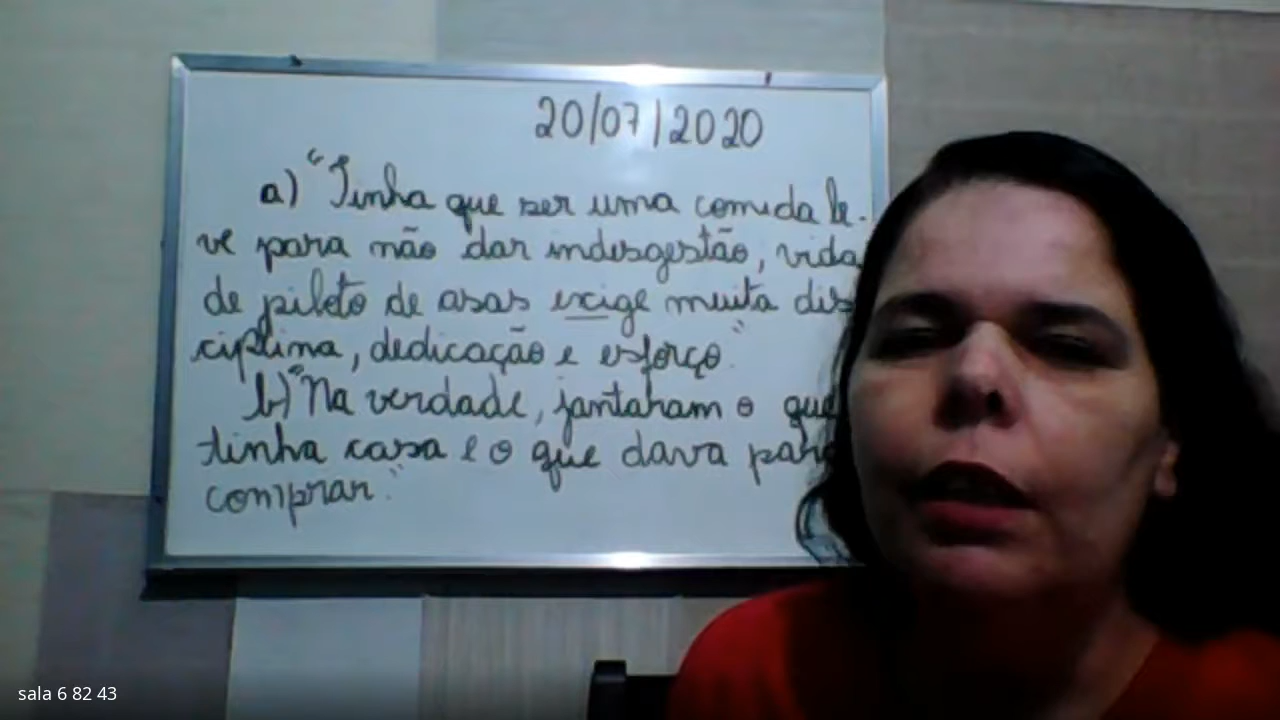 20/07/2020
a) "Tinha que ser uma comida le-
ve para não dar indesgestão, vida
de piloto de asas exige muita dis
ciplina, dedicação e esforço."
b) "Na verdade, jantaram o que
tinha casa e o que dava para
comprar."
sala 6 82 43